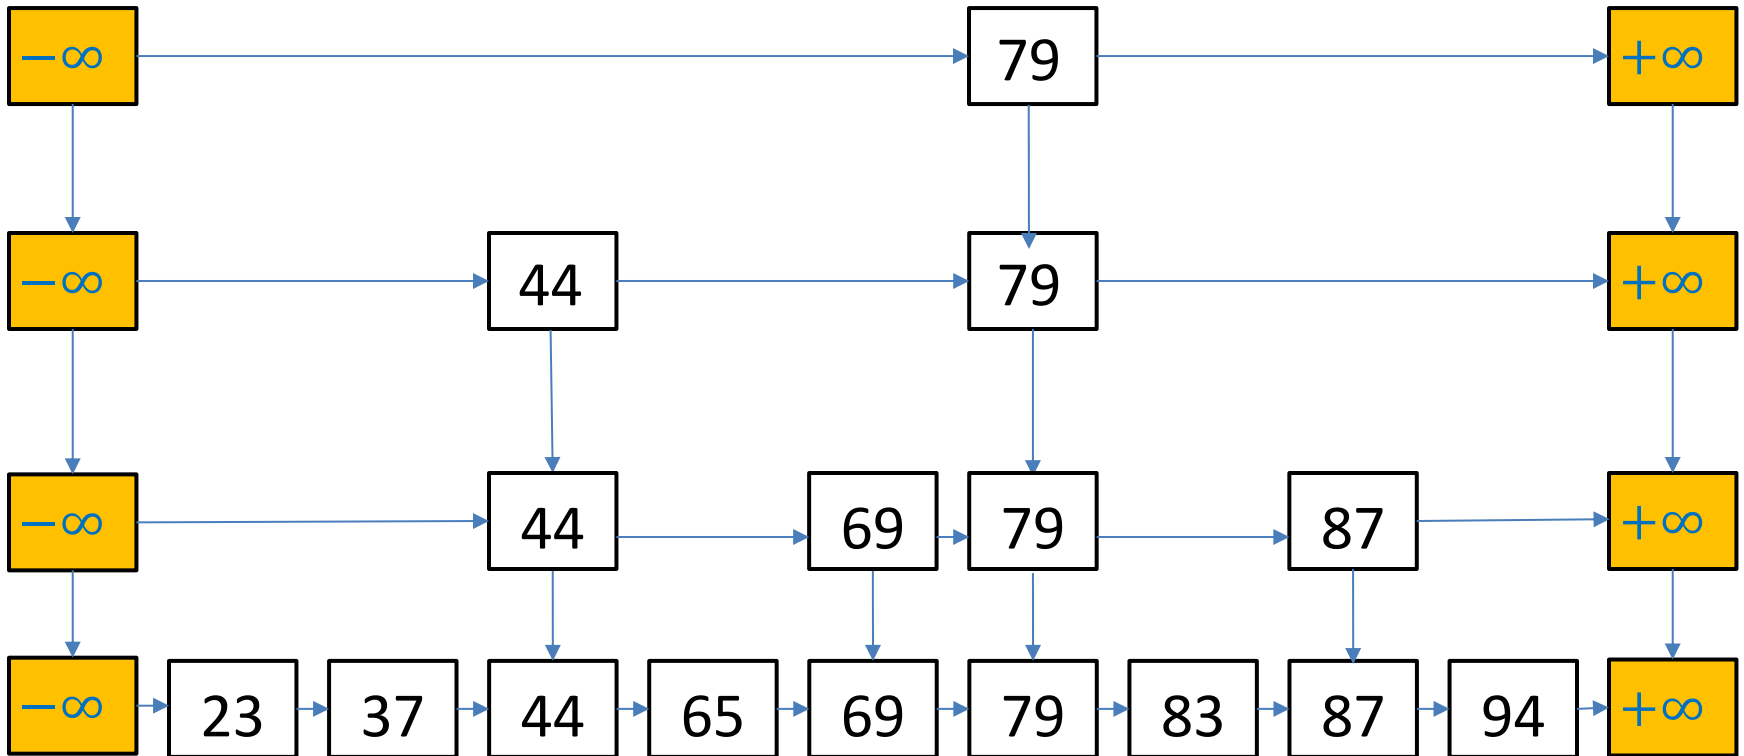 −∞ 79 +∞
−∞ 44 79 +∞
−∞ 44 69 79 87 +∞
−∞ 23 37 44 65 69 79 83 87 94 +∞